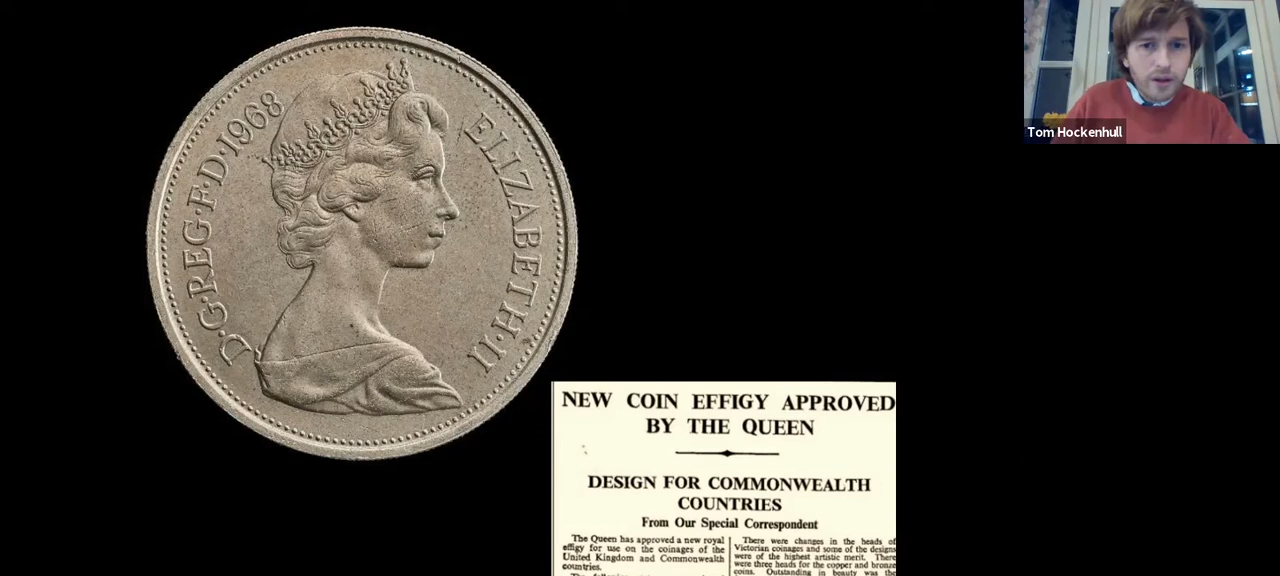 D·G·REG·F·D·1968
ELIZABETH·II
Tom Hockenhull
NEW COIN EFFIGY APPROVED
BY THE QUEEN
DESIGN FOR COMMONWEALTH
COUNTRIES
From Our Special Correspondent
The Queen has approved a new royal
effigy for use on the coinages of the
United Kingdom and Commonwealth
countries.
There were changes in the heads of
Victorian coinages and some of the designs
were of the highest artistic merit. There
were three heads for the copper and bronze
coins. Outstanding in beauty was the